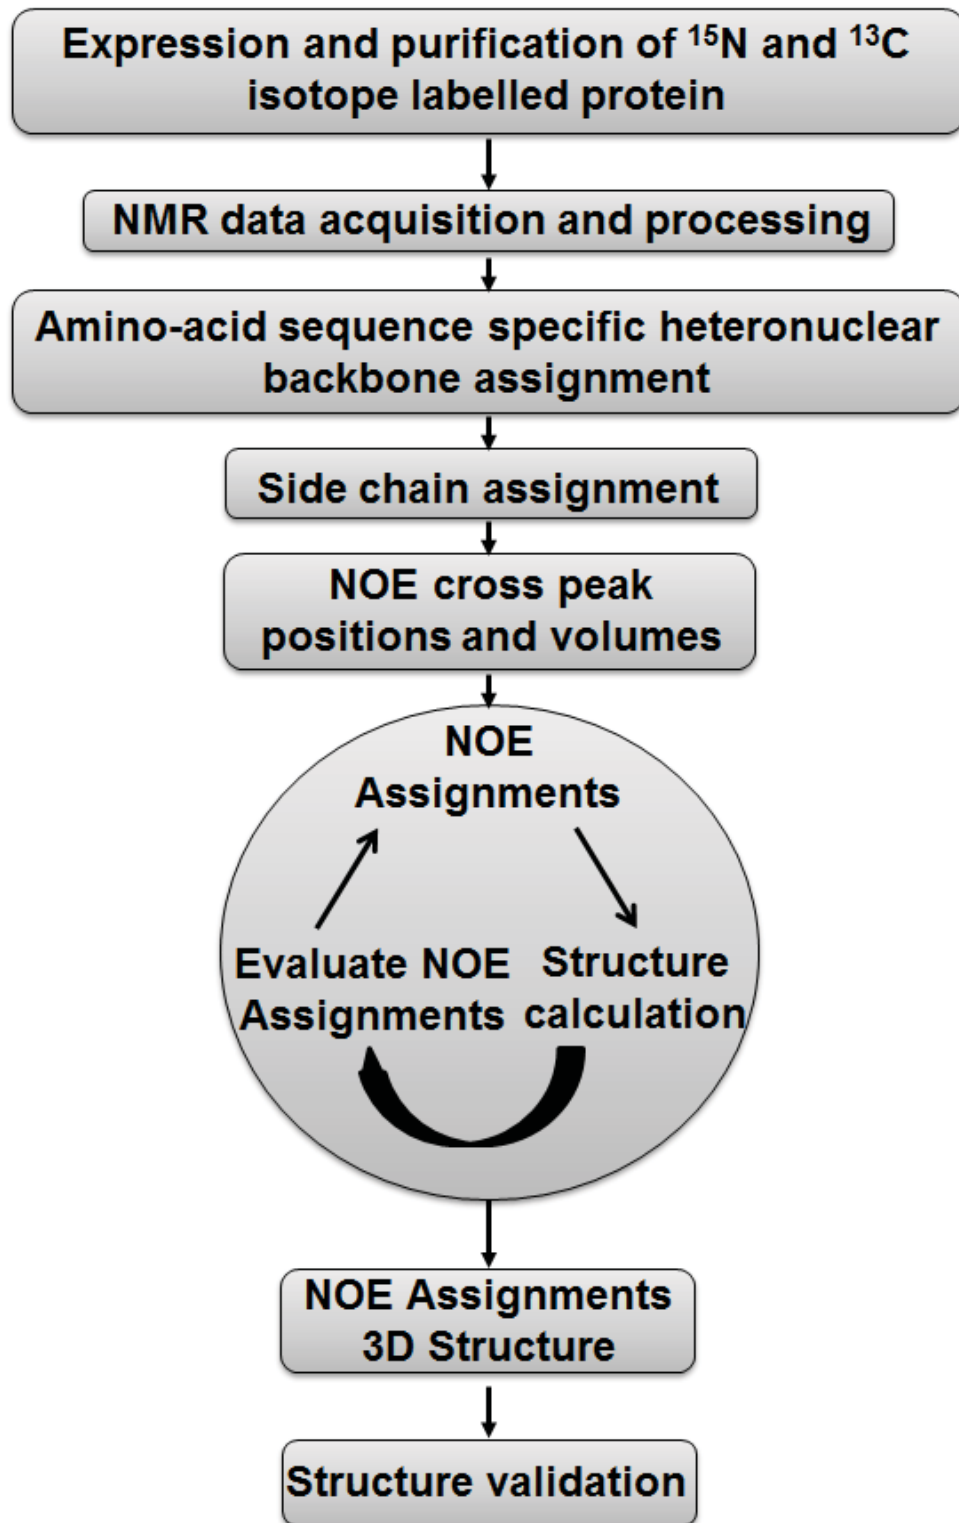 Expression and purification of ¹⁵N and ¹³C
isotope labelled protein
NMR data acquisition and processing
Amino-acid sequence specific heteronuclear
backbone assignment
Side chain assignment
NOE cross peak
positions and volumes
NOE
Assignments
Evaluate NOE
Assignments
Structure
calculation
NOE Assignments
3D Structure
Structure validation